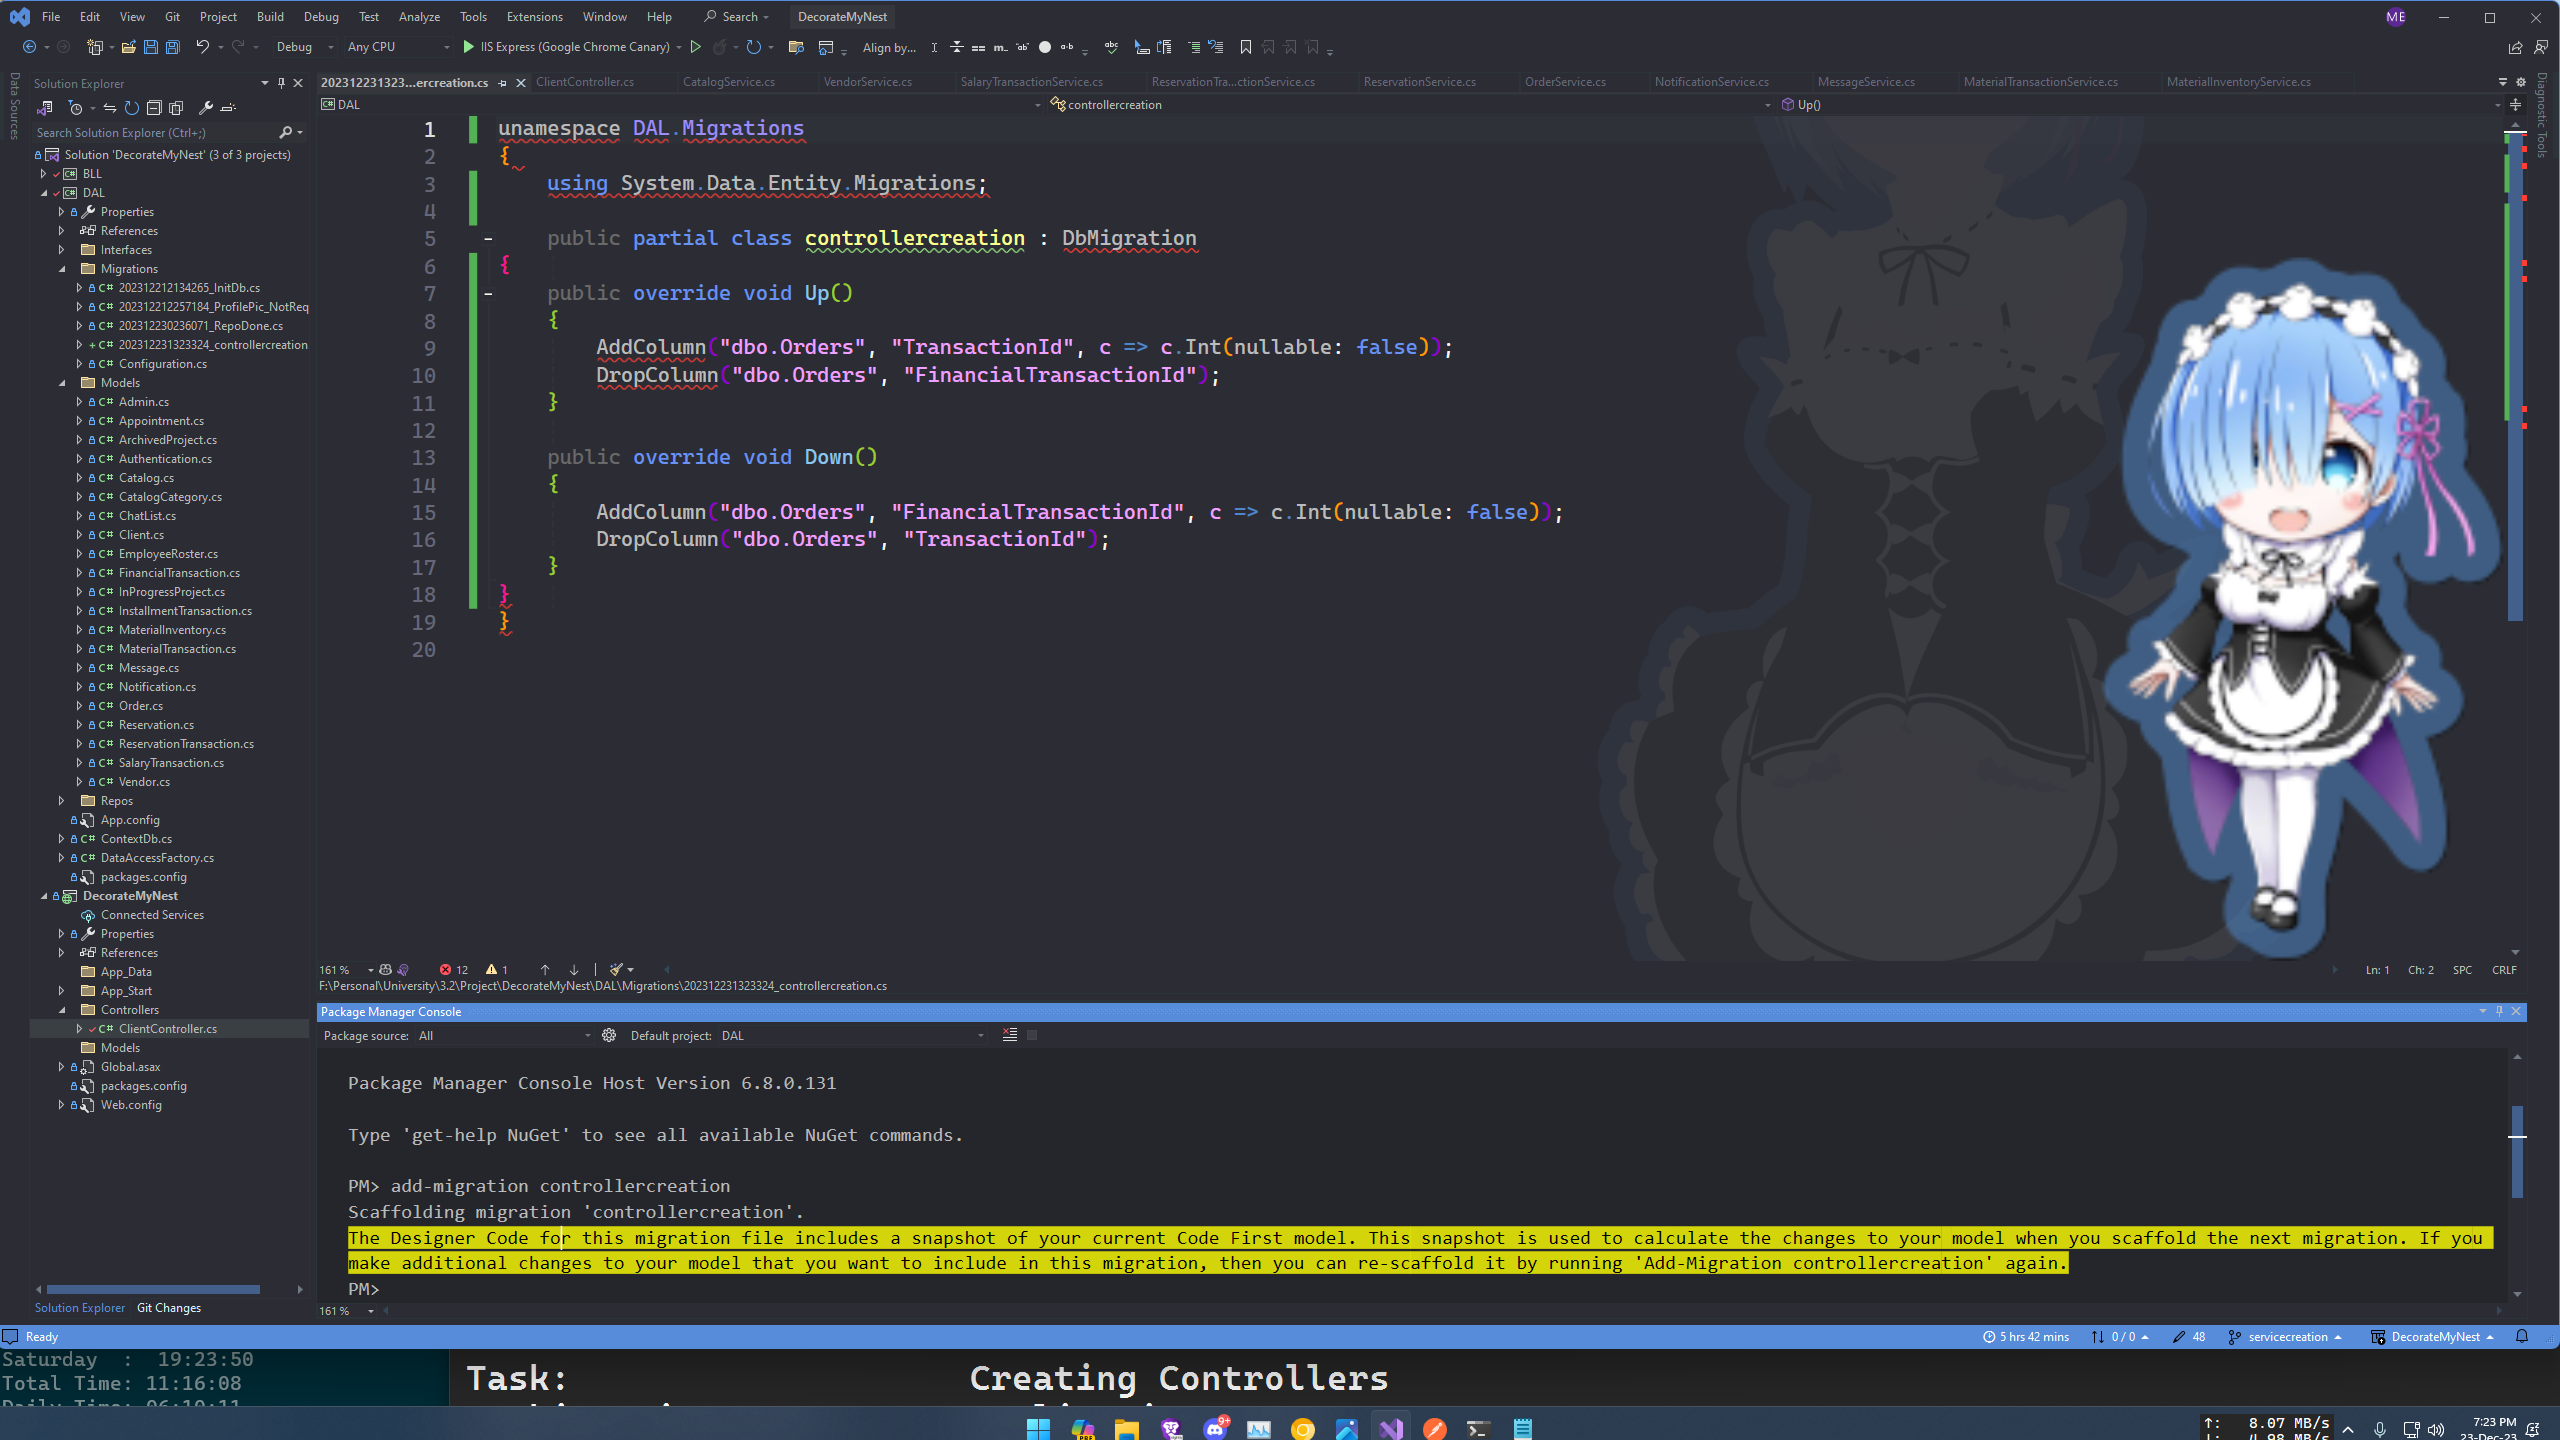 File Edit View Git Project Build Debug Test Analyze Tools Extensions Window Help Search DecorateMyNest ME
Debug Any CPU IIS Express (Google Chrome Canary) Align by...
Data Sources
Solution Explorer
Search Solution Explorer (Ctrl+;)
Solution 'DecorateMyNest' (3 of 3 projects)
BLL
DAL
Properties
References
Interfaces
Migrations
202312212134265_InitDb.cs
202312212257184_ProfilePic_NotReq
202312230236071_RepoDone.cs
202312231323324_controllercreation
Configuration.cs
Models
Admin.cs
Appointment.cs
ArchivedProject.cs
Authentication.cs
Catalog.cs
CatalogCategory.cs
ChatList.cs
Client.cs
EmployeeRoster.cs
FinancialTransaction.cs
InProgressProject.cs
InstallmentTransaction.cs
MaterialInventory.cs
MaterialTransaction.cs
Message.cs
Notification.cs
Order.cs
Reservation.cs
ReservationTransaction.cs
SalaryTransaction.cs
Vendor.cs
Repos
App.config
ContextDb.cs
DataAccessFactory.cs
packages.config
DecorateMyNest
Connected Services
Properties
References
App_Data
App_Start
Controllers
ClientController.cs
Models
Global.asax
packages.config
Web.config
Solution Explorer Git Changes
202312231323...ercreation.cs ClientController.cs CatalogService.cs VendorService.cs SalaryTransactionService.cs ReservationTra...ctionService.cs ReservationService.cs OrderService.cs NotificationService.cs MessageService.cs MaterialTransactionService.cs MaterialInventoryService.cs
DAL controllercreation Up()
Diagnostic Tools
1 unamespace DAL.Migrations
2 {
3 using System.Data.Entity.Migrations;
4
5 public partial class controllercreation : DbMigration
6 {
7 public override void Up()
8 {
9 AddColumn("dbo.Orders", "TransactionId", c => c.Int(nullable: false));
10 DropColumn("dbo.Orders", "FinancialTransactionId");
11 }
12
13 public override void Down()
14 {
15 AddColumn("dbo.Orders", "FinancialTransactionId", c => c.Int(nullable: false));
16 DropColumn("dbo.Orders", "TransactionId");
17 }
18 }
19 }
20
161 % 12 1 Ln: 1 Ch: 2 SPC CRLF
F:\Personal\University\3.2\Project\DecorateMyNest\DAL\Migrations\202312231323324_controllercreation.cs
Package Manager Console
Package source: All Default project: DAL
Package Manager Console Host Version 6.8.0.131
Type 'get-help NuGet' to see all available NuGet commands.
PM> add-migration controllercreation
Scaffolding migration 'controllercreation'.
The Designer Code for this migration file includes a snapshot of your current Code First model. This snapshot is used to calculate the changes to your model when you scaffold the next migration. If you
make additional changes to your model that you want to include in this migration, then you can re-scaffold it by running 'Add-Migration controllercreation' again.
PM>
161 %
Ready 5 hrs 42 mins 0 / 0 48 servicecreation DecorateMyNest
Saturday : 19:23:50
Total Time: 11:16:08
Task: Creating Controllers
9+
PRE
↑: 8.07 MB/s
7:23 PM
23-Dec-23